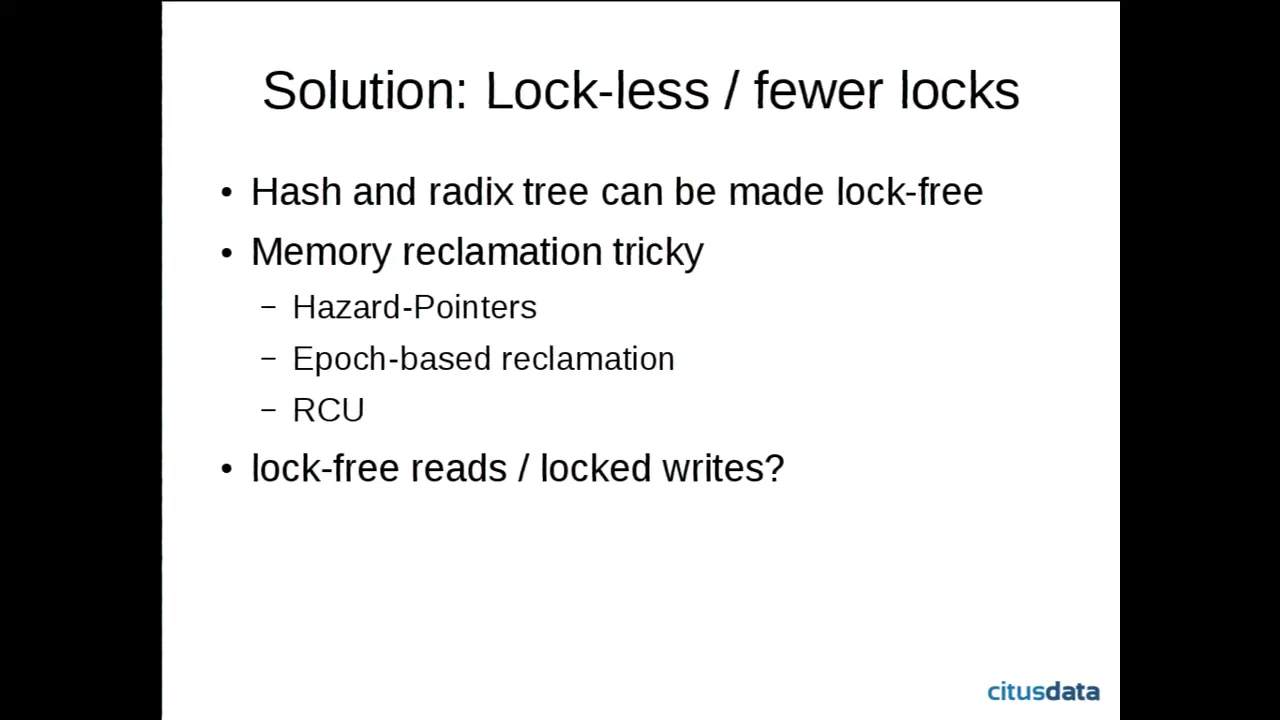 Solution: Lock-less / fewer locks
• Hash and radix tree can be made lock-free
• Memory reclamation tricky
– Hazard-Pointers
– Epoch-based reclamation
– RCU
• lock-free reads / locked writes?
citusdata